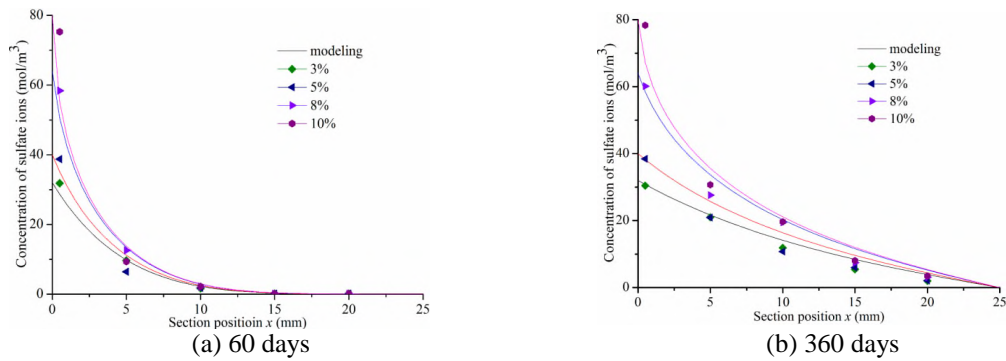 Concentration of sulfate ions (mol/m³)
80
60
40
20
0
modeling
3%
5%
8%
10%
0 5 10 15 20 25
Section positioin x (mm)
(a) 60 days
Concentration of sulfate ions (mol/m³)
80
60
40
20
0
modeling
3%
5%
8%
10%
0 5 10 15 20 25
Section position x (mm)
(b) 360 days